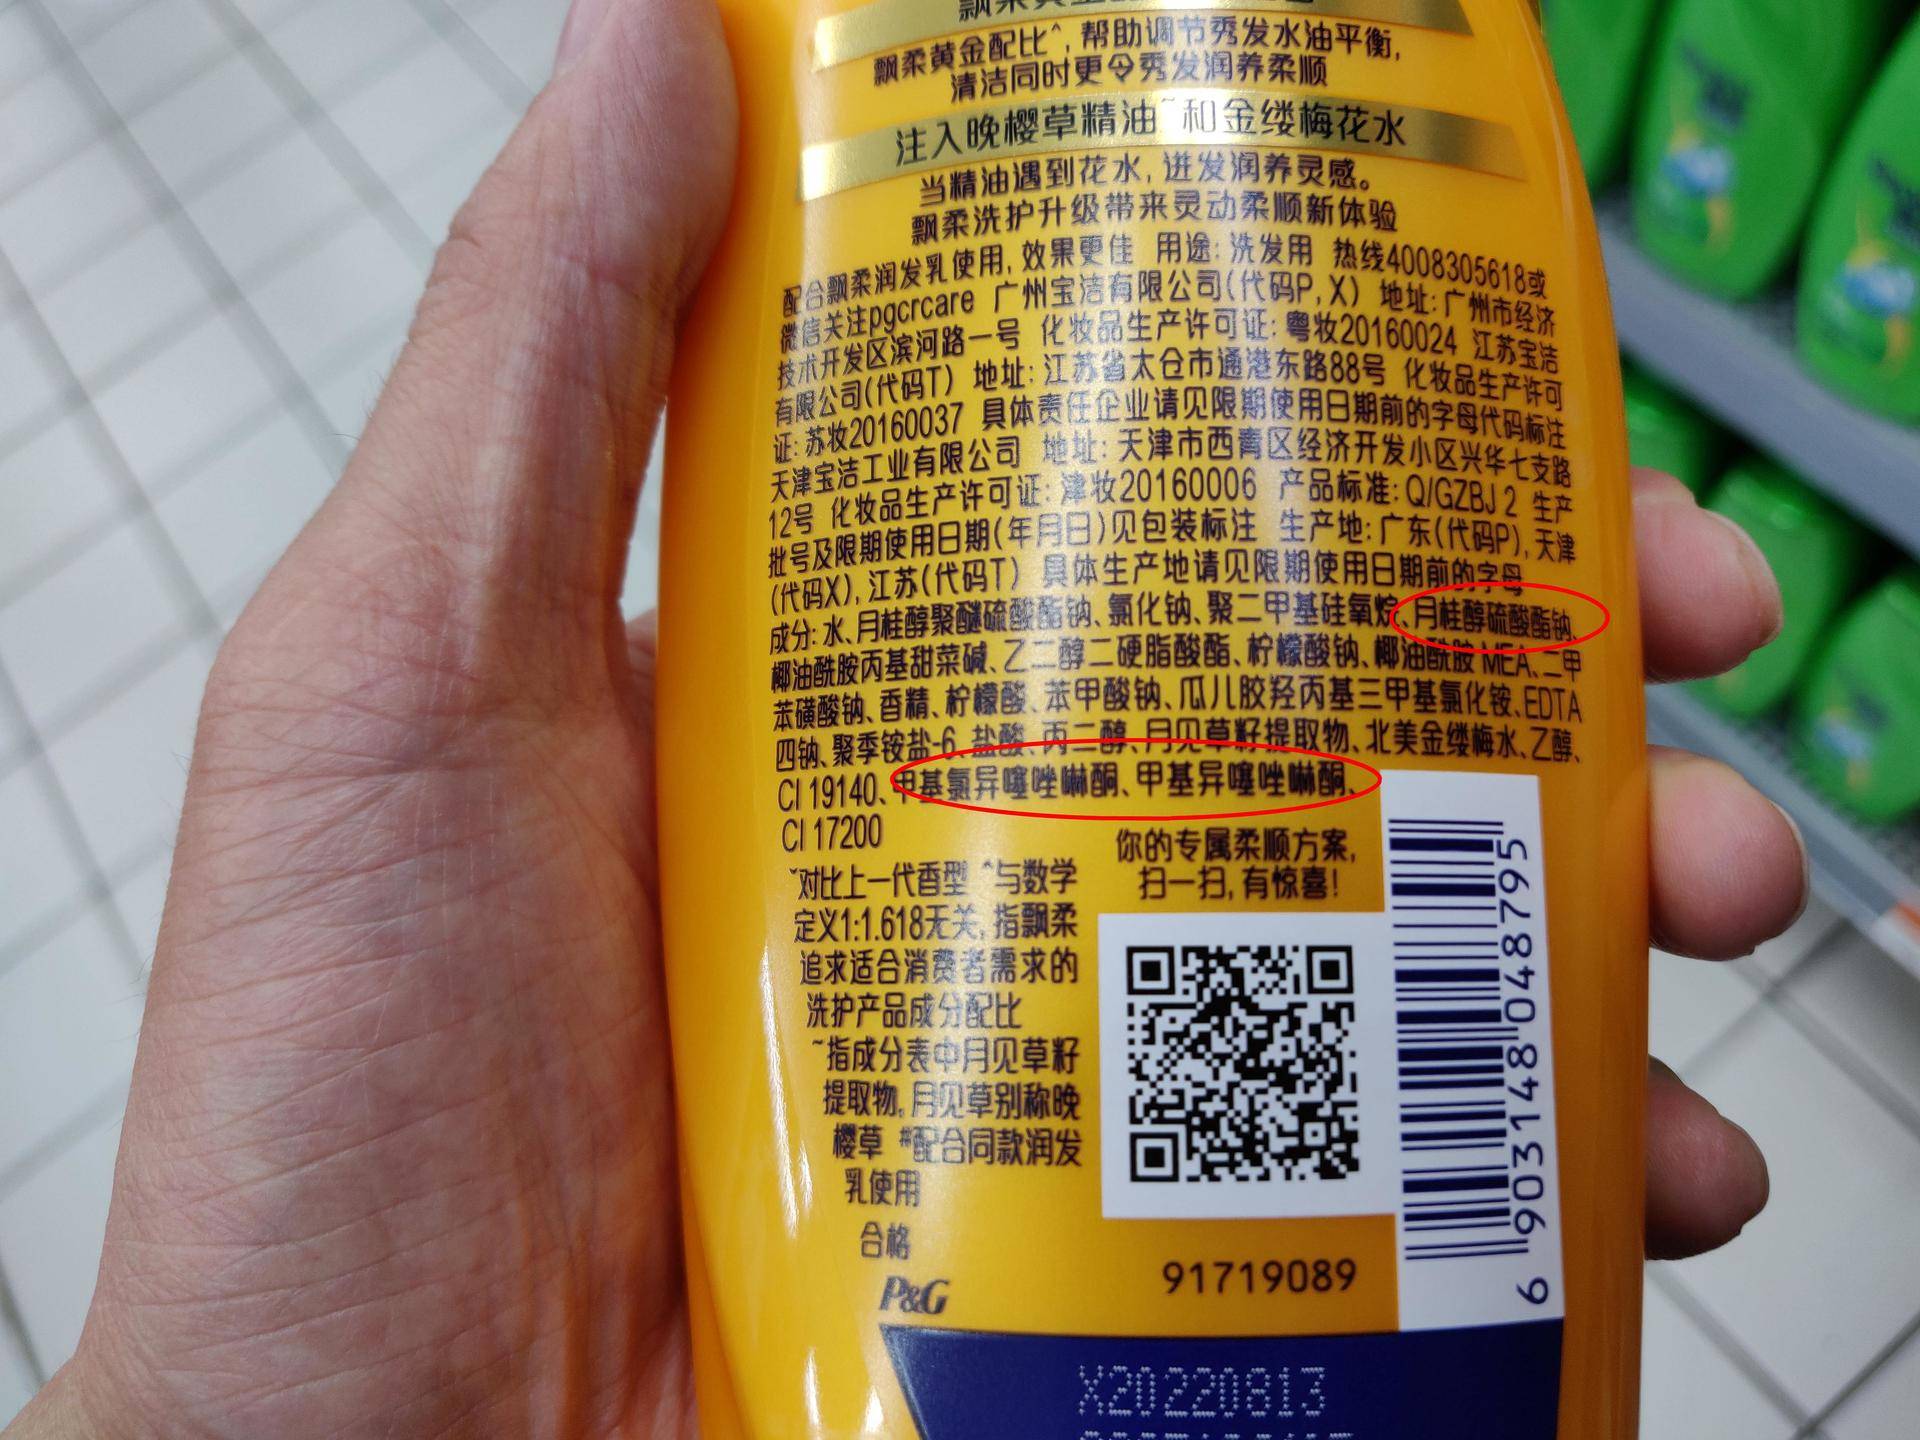 飘柔黄金配比^,帮助调节秀发水油平衡,
清洁同时更令秀发润养柔顺
注入晚樱草精油~和金缕梅花水
当精油遇到花水,迸发润养灵感。
飘柔洗护升级带来灵动柔顺新体验
配合飘柔润发乳使用,效果更佳 用途:洗发用 热线4008305618或
微信关注pgcrcare 广州宝洁有限公司(代码P,X) 地址:广州市经济
技术开发区滨河路一号 化妆品生产许可证:粤妆20160024 江苏宝洁
有限公司(代码T) 地址:江苏省太仓市通港东路88号 化妆品生产许可
证:苏妆20160037 具体责任企业请见限期使用日期前的字母代码标注
天津宝洁工业有限公司 地址:天津市西青区经济开发小区兴华七支路
12号 化妆品生产许可证:津妆20160006 产品标准:Q/GZBJ 2 生产
批号及限期使用日期(年月日)见包装标注 生产地:广东(代码P),天津
(代码X),江苏(代码T) 具体生产地请见限期使用日期前的字母
成分:水、月桂醇聚醚硫酸酯钠、氯化钠、聚二甲基硅氧烷、月桂醇硫酸酯钠、
椰油酰胺丙基甜菜碱、乙二醇二硬脂酸酯、柠檬酸钠、椰油酰胺 MEA、二甲
苯磺酸钠、香精、柠檬酸、苯甲酸钠、瓜儿胶羟丙基三甲基氯化铵、EDTA
四钠、聚季铵盐-6、盐酸、丙二醇、月见草籽提取物、北美金缕梅水、乙醇、
CI 19140、甲基氯异噻唑啉酮、甲基异噻唑啉酮、
CI 17200
你的专属柔顺方案,
扫一扫,有惊喜!
ˇ对比上一代香型 ^与数学
定义1:1.618无关,指飘柔
追求适合消费者需求的
洗护产品成分配比
~指成分表中月见草籽
提取物,月见草别称晚
樱草 #配合同款润发
乳使用
合格
P&G
91719089
6 903148 048795
X20220813